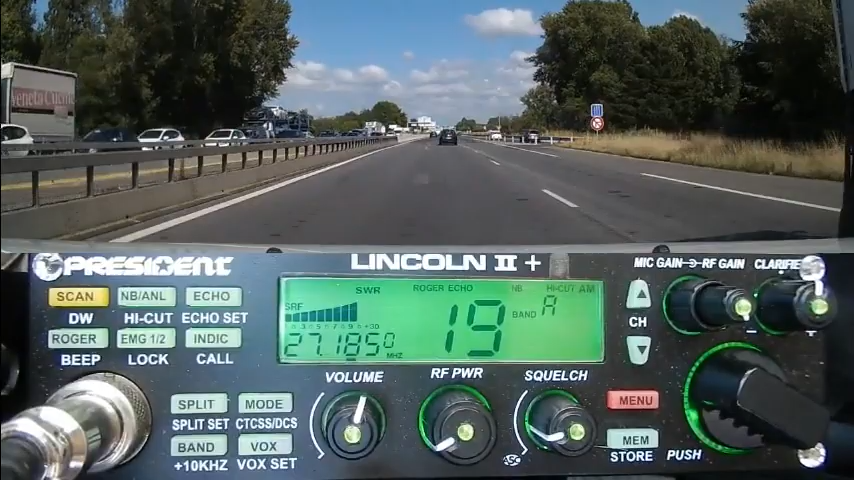 Veneta Cucine
PRESIDENT
LINCOLN II +
MIC GAIN RF GAIN CLARIFIER
SCAN NB/ANL ECHO
DW HI-CUT ECHO SET
ROGER EMG 1/2 INDIC
BEEP LOCK CALL
SWR ROGER ECHO NB HI-CUT AM
SRF
BAND A
19
27.1850 MHZ
CH
VOLUME RF PWR SQUELCH
SPLIT MODE
SPLIT SET CTCSS/DCS
BAND VOX
+10KHZ VOX SET
ASC
MENU
MEM
STORE PUSH
- +